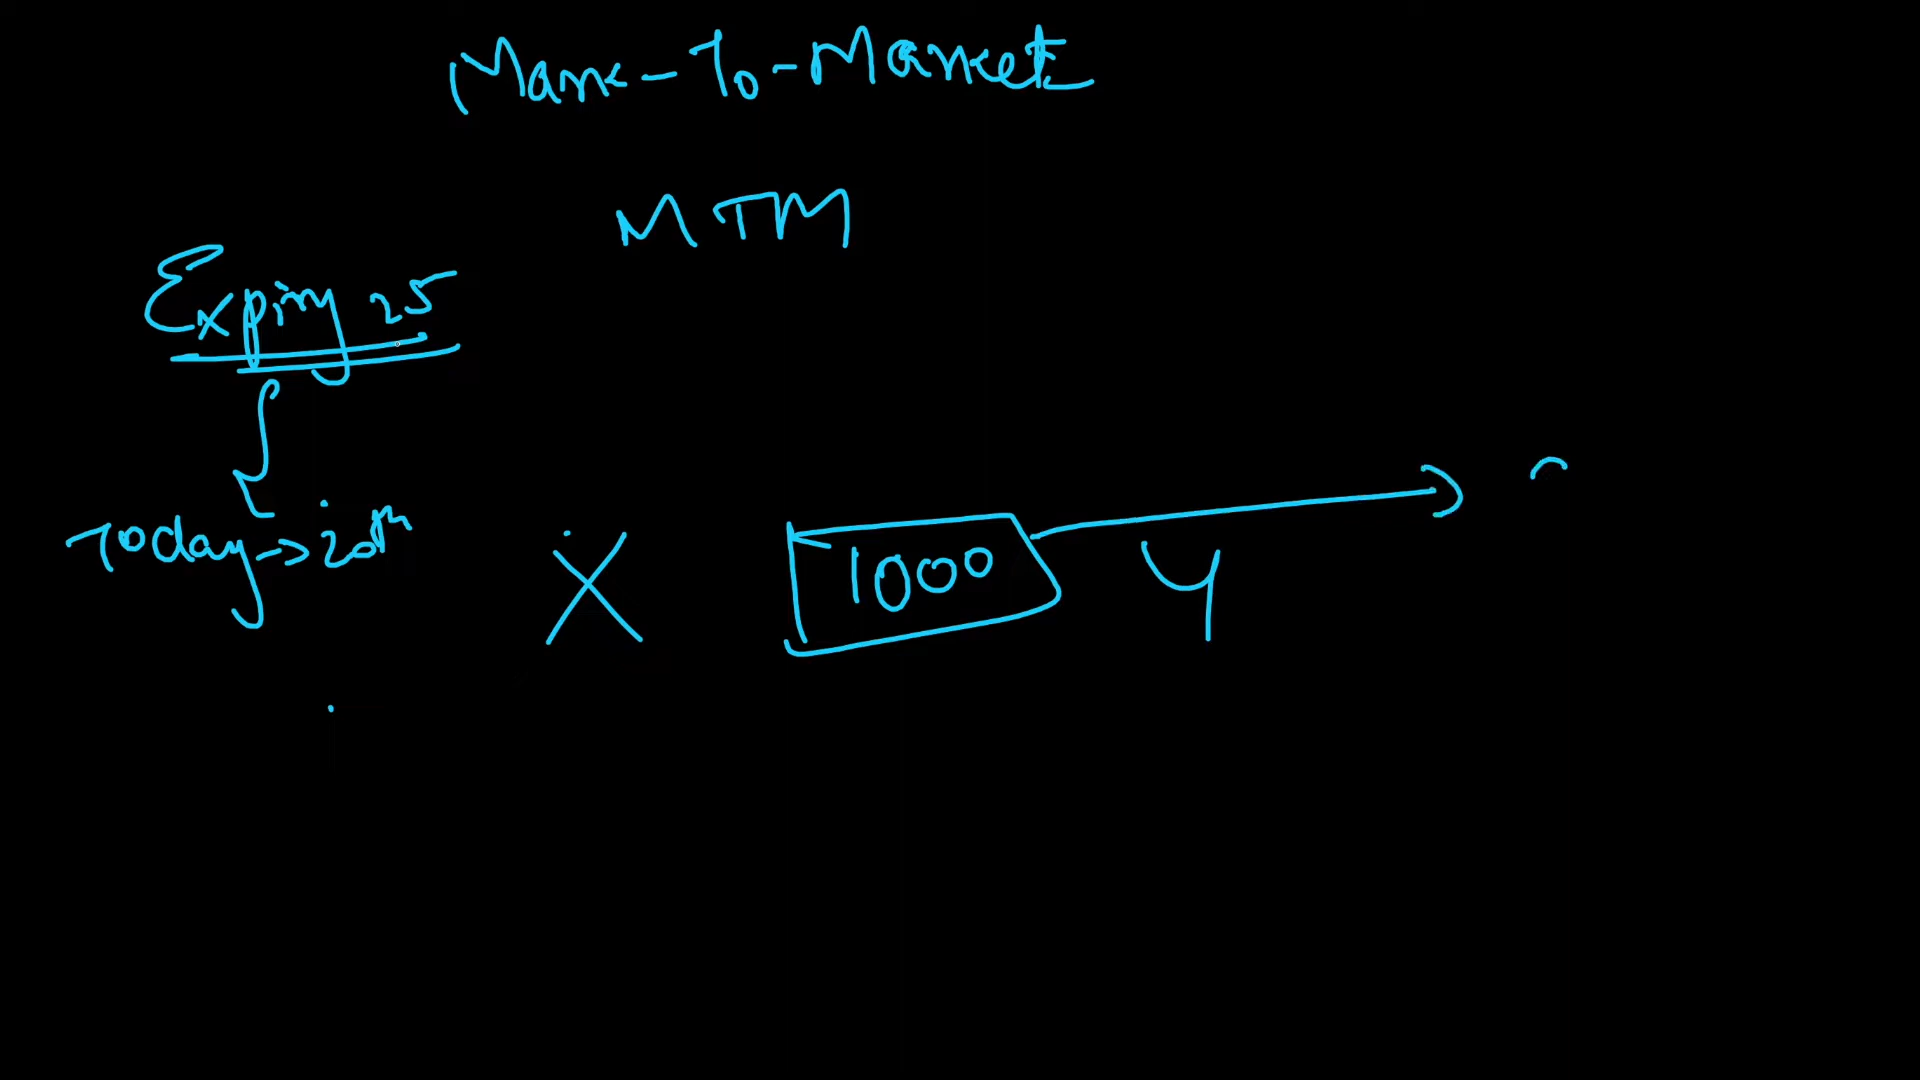 Mark-To-Market
MTM
Expiry 25
Today → 20th
X 1000 Y